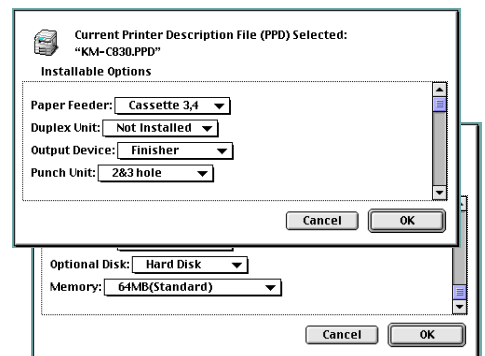 Current Printer Description File (PPD) Selected:
“KM-C830.PPD”
Installable Options
Paper Feeder: Cassette 3,4
Duplex Unit: Not Installed
Output Device: Finisher
Punch Unit: 2&3 hole
Cancel OK
Optional Disk: Hard Disk
Memory: 64MB(Standard)
Cancel OK